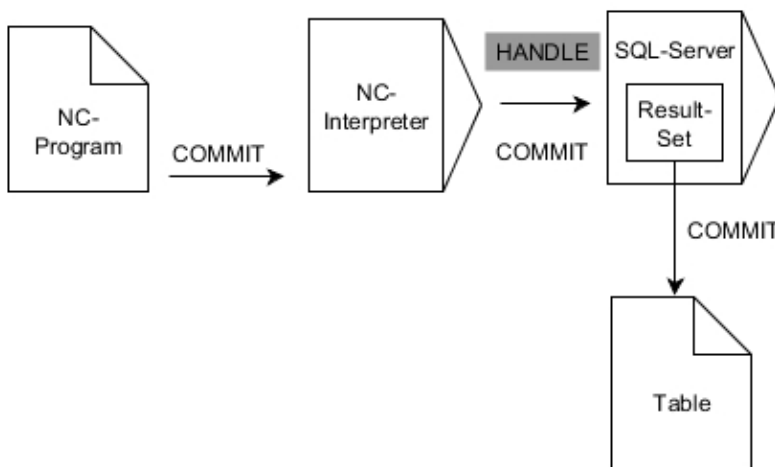 NC-
Program
COMMIT
NC-
Interpreter
HANDLE
COMMIT
SQL-Server
Result-
Set
COMMIT
Table